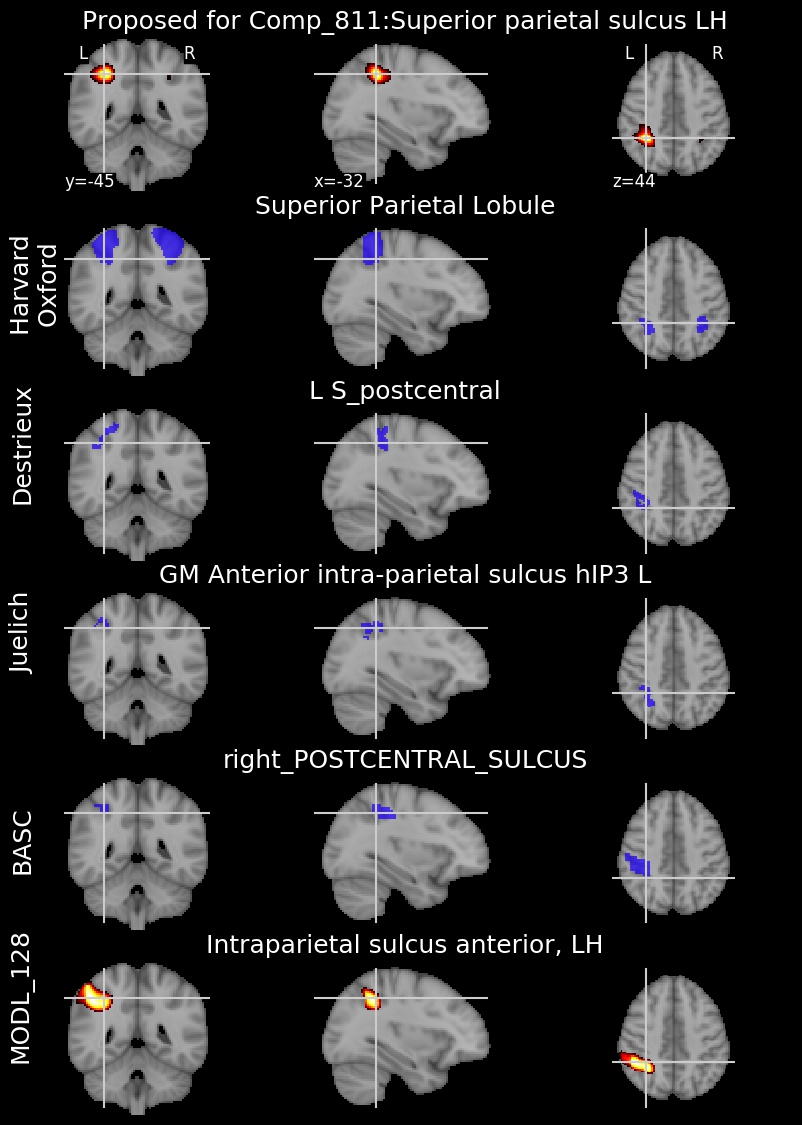 Proposed for Comp_811:Superior parietal sulcus LH
L R L R
y=-45 x=-32 z=44
Superior Parietal Lobule
Harvard
Oxford
L S_postcentral
Destrieux
GM Anterior intra-parietal sulcus hIP3 L
Juelich
right_POSTCENTRAL_SULCUS
BASC
Intraparietal sulcus anterior, LH
MODL_128